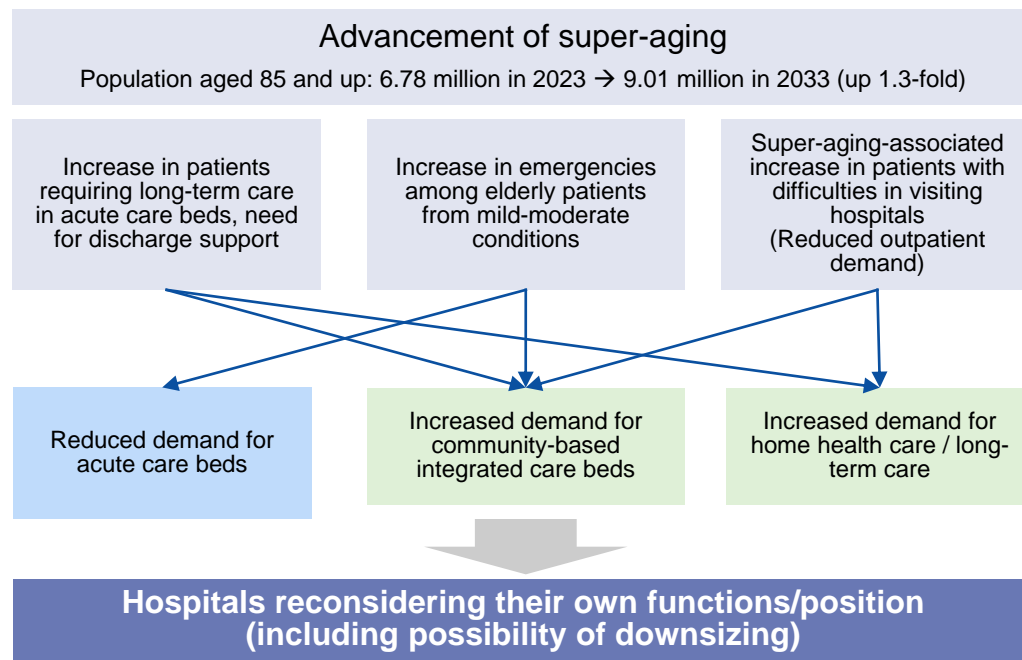 Advancement of super-aging
Population aged 85 and up: 6.78 million in 2023 → 9.01 million in 2033 (up 1.3-fold)
Increase in patients
requiring long-term care
in acute care beds, need
for discharge support
Increase in emergencies
among elderly patients
from mild-moderate
conditions
Super-aging-associated
increase in patients with
difficulties in visiting
hospitals
(Reduced outpatient
demand)
Reduced demand for
acute care beds
Increased demand for
community-based
integrated care beds
Increased demand for
home health care / long-
term care
Hospitals reconsidering their own functions/position
(including possibility of downsizing)